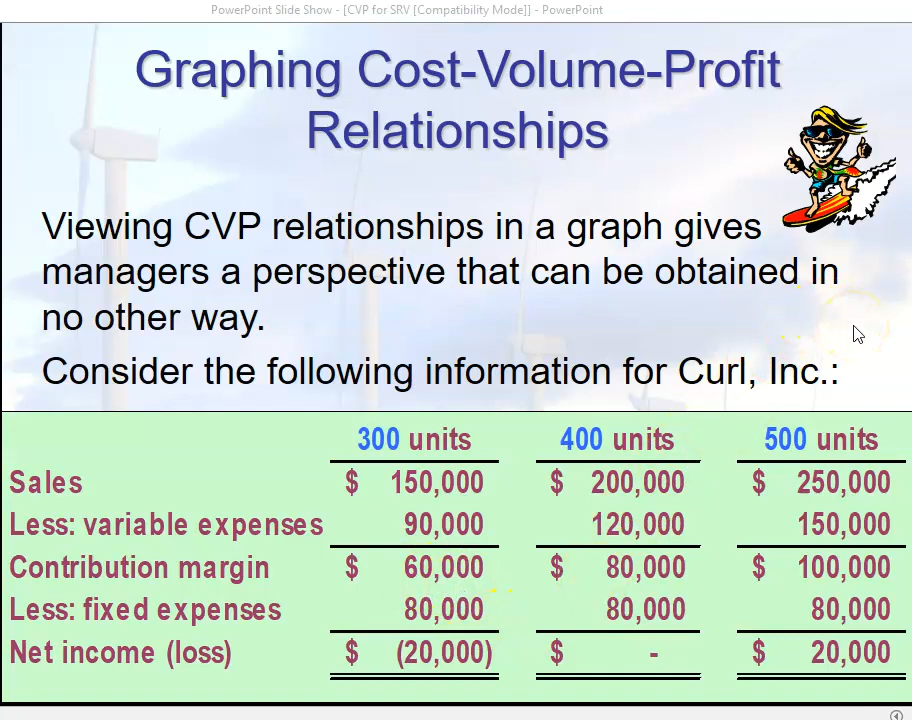 PowerPoint Slide Show - [CVP for SRV [Compatibility Mode]] - PowerPoint
Graphing Cost-Volume-Profit
Relationships
Viewing CVP relationships in a graph gives
managers a perspective that can be obtained in
no other way.
Consider the following information for Curl, Inc.:
300 units 400 units 500 units
Sales $ 150,000 $ 200,000 $ 250,000
Less: variable expenses 90,000 120,000 150,000
Contribution margin $ 60,000 $ 80,000 $ 100,000
Less: fixed expenses 80,000 80,000 80,000
Net income (loss) $ (20,000) $ - $ 20,000